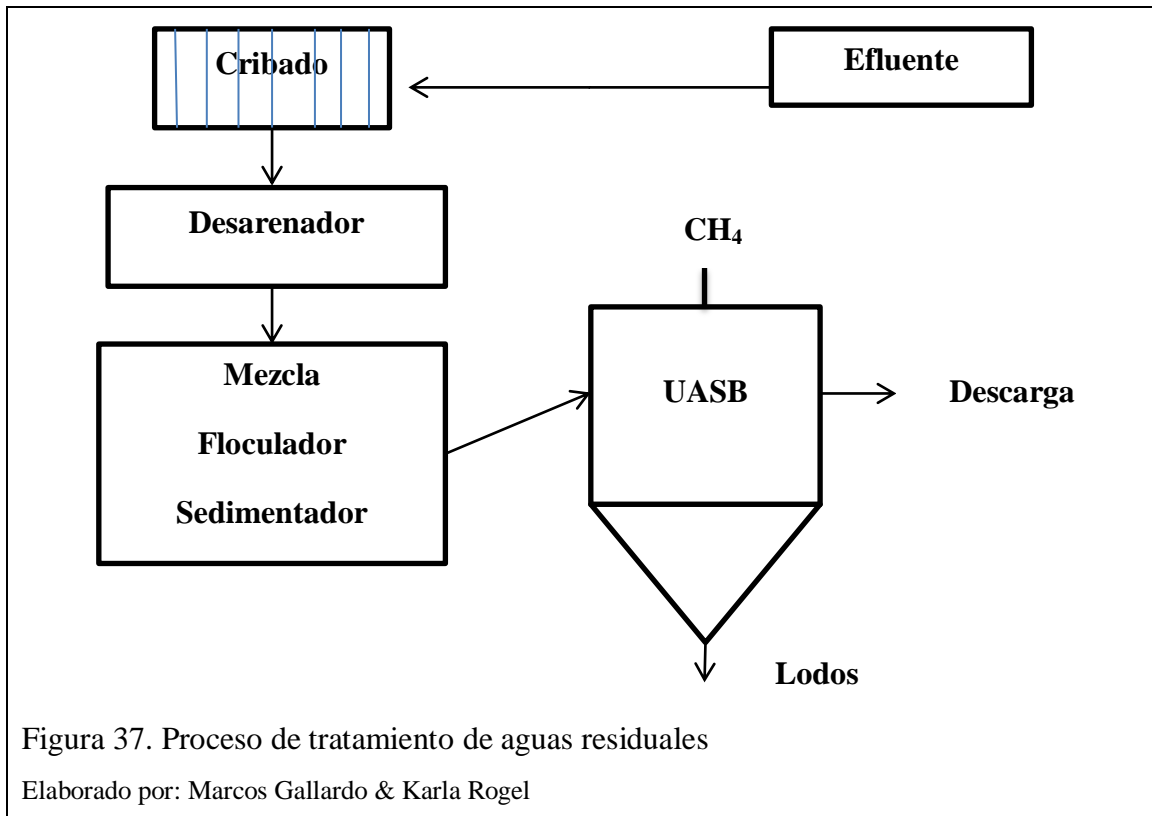 Cribado
Efluente
Desarenador
CH₄
Mezcla
Floculador
Sedimentador
UASB
Descarga
Lodos
Figura 37. Proceso de tratamiento de aguas residuales
Elaborado por: Marcos Gallardo & Karla Rogel